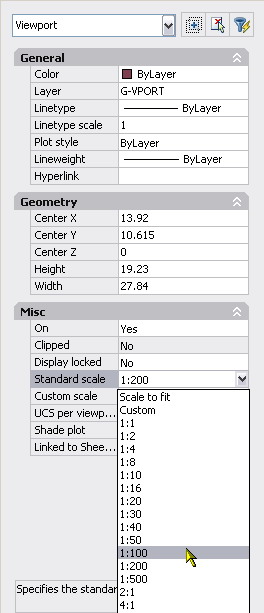 Viewport
General
Color ByLayer
Layer G-VPORT
Linetype ByLayer
Linetype scale 1
Plot style ByLayer
Lineweight ByLayer
Hyperlink
Geometry
Center X 13.92
Center Y 10.615
Center Z 0
Height 19.23
Width 27.84
Misc
On Yes
Clipped No
Display locked No
Standard scale 1:200
Custom scale
UCS per viewp...
Shade plot
Linked to Shee...
Scale to fit
Custom
1:1
1:2
1:4
1:8
1:10
1:16
1:20
1:30
1:40
1:50
1:100
1:200
1:500
2:1
4:1
Specifies the standar